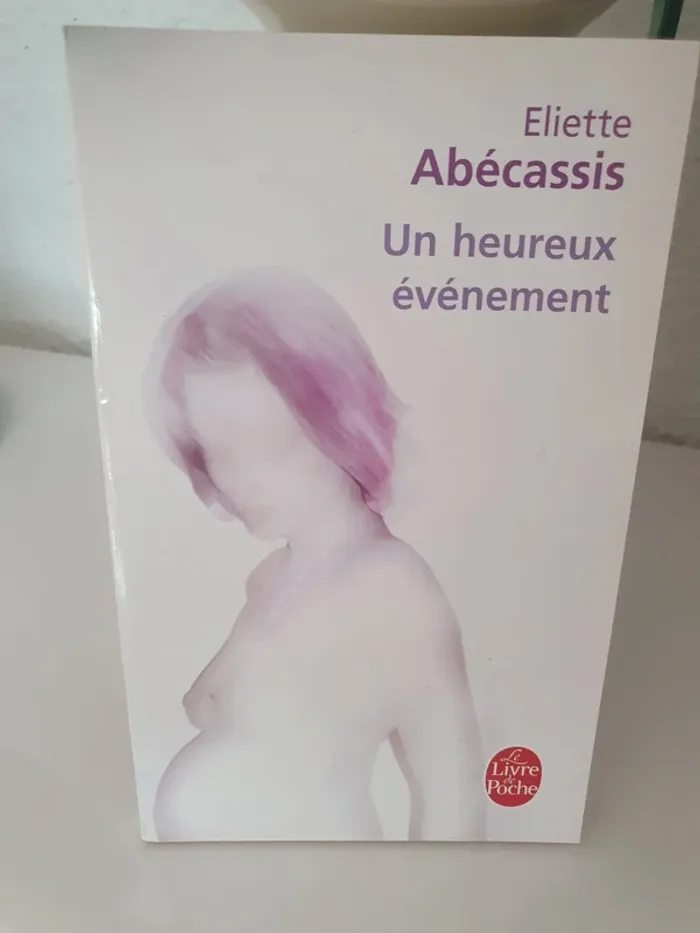 Eliette
Abécassis
Un heureux
événement
Le
Livre
de
Poche